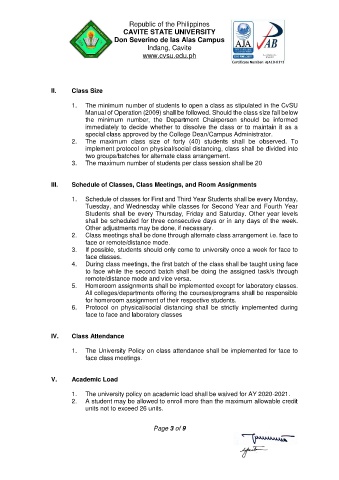 Republic of the Philippines
CAVITE STATE UNIVERSITY
Don Severino de las Alas Campus
Indang, Cavite
www.cvsu.edu.ph
AJA
PAB
II. Class Size
1. The minimum number of students to open a class as stipulated in the CvSU
Manual of Operation (2009) shall be followed. Should the class size fall below
the minimum number, the Department Chairperson should be informed
immediately to decide whether to dissolve the class or to maintain it as a
special class approved by the College Dean/Campus Administrator.
2. The maximum class size of forty (40) students shall be observed. To
implement protocol on physical/social distancing, class shall be divided into
two groups/batches for alternate class arrangement.
3. The maximum number of students per class session shall be 20
III. Schedule of Classes, Class Meetings, and Room Assignments
1. Schedule of classes for First and Third Year Students shall be every Monday,
Tuesday, and Wednesday while classes for Second Year and Fourth Year
Students shall be every Thursday, Friday and Saturday. Other year levels
shall be scheduled for three consecutive days or in any days of the week.
Other adjustments may be done, if necessary.
2. Class meetings shall be done through alternate class arrangement i.e. face to
face or remote/distance mode.
3. If possible, students should only come to university once a week for face to
face classes.
4. During class meetings, the first batch of the class shall be taught using face
to face while the second batch shall be doing the assigned task/s through
remote/distance mode and vice versa.
5. Homeroom assignments shall be implemented except for laboratory classes.
All colleges/departments offering the courses/programs shall be responsible
for homeroom assignment of their respective students.
6. Protocol on physical/social distancing shall be strictly implemented during
face to face and laboratory classes
IV. Class Attendance
1. The University Policy on class attendance shall be implemented for face to
face class meetings.
V. Academic Load
1. The university policy on academic load shall be waived for AY 2020-2021.
2. A student may be allowed to enroll more than the maximum allowable credit
units not to exceed 26 units.
Page 3 of 9